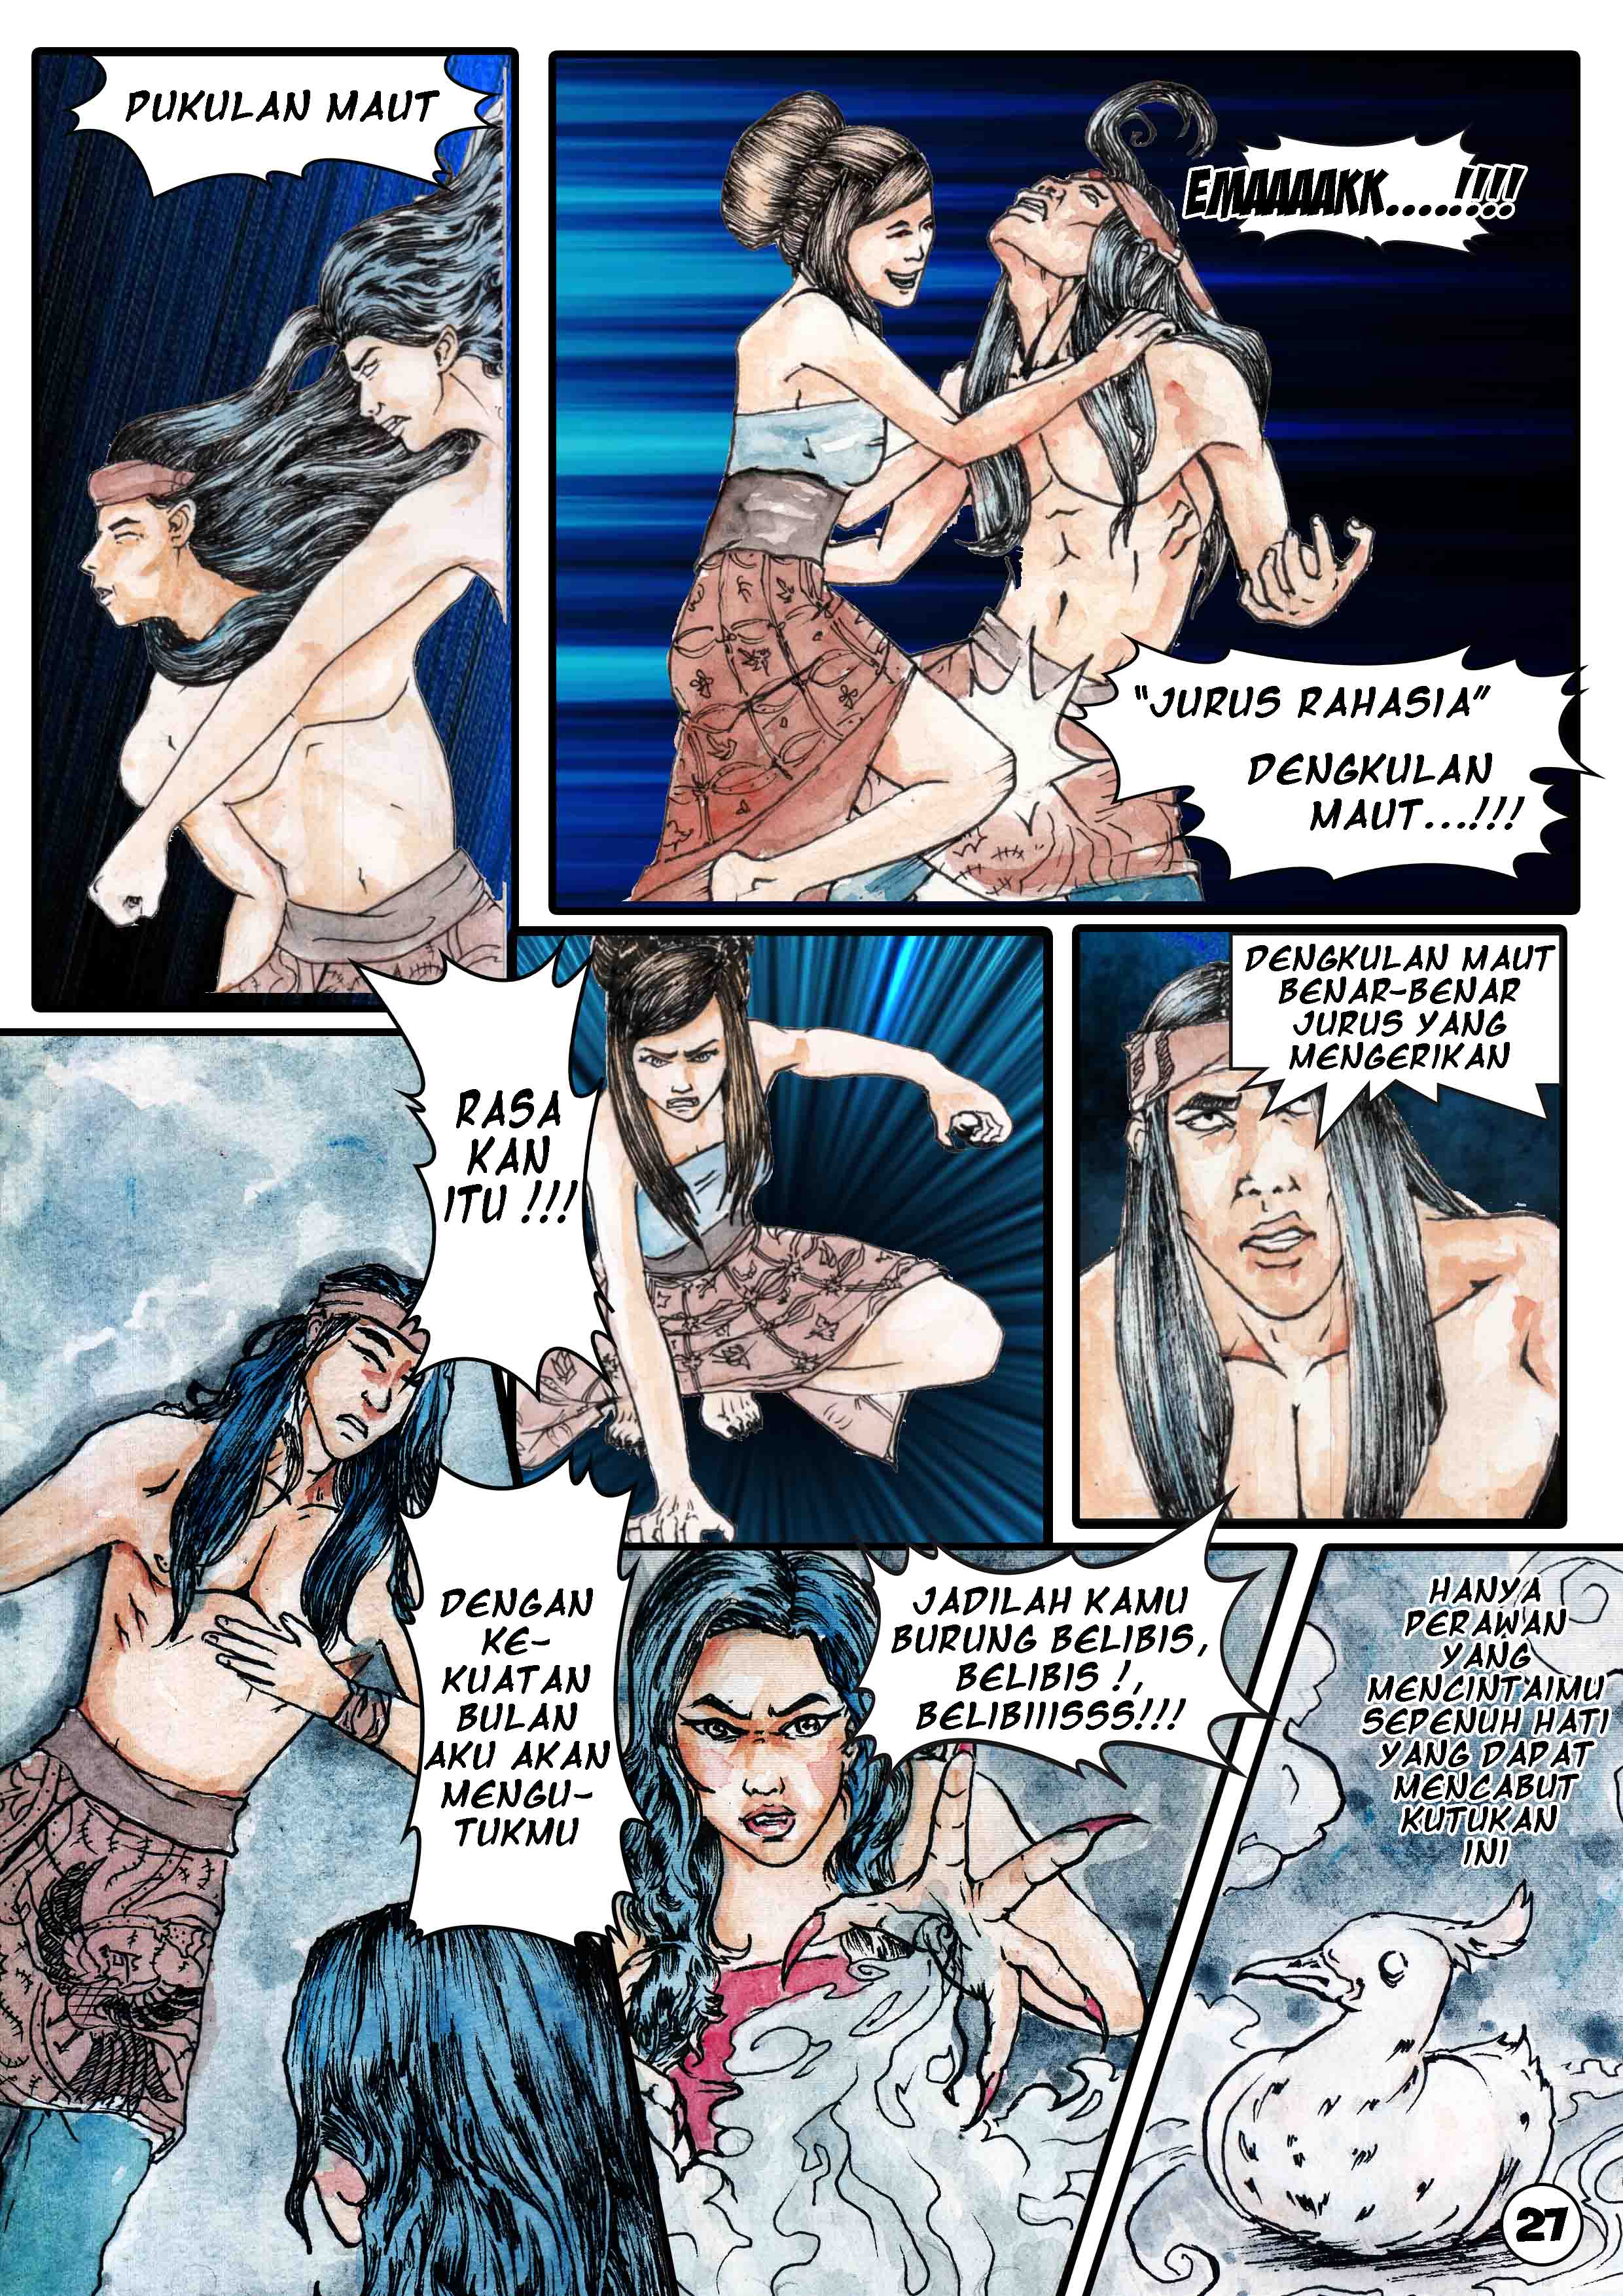 PUKULAN MAUT
EMAAAAKK........!!!!
"JURUS RAHASIA"
DENGKULAN
MAUT...!!!
RASA
KAN
ITU !!!
DENGKULAN MAUT
BENAR-BENAR
JURUS YANG
MENGERIKAN
DENGAN
KE-
KUATAN
BULAN
AKU AKAN
MENGU-
TUKMU
JADILAH KAMU
BURUNG BELIBIS,
BELIBIS !,
BELIBIIISSS!!!
HANYA
PERAWAN
YANG
MENCINTAIMU
SEPENUH HATI
YANG DAPAT
MENCABUT
KUTUKAN
INI
27